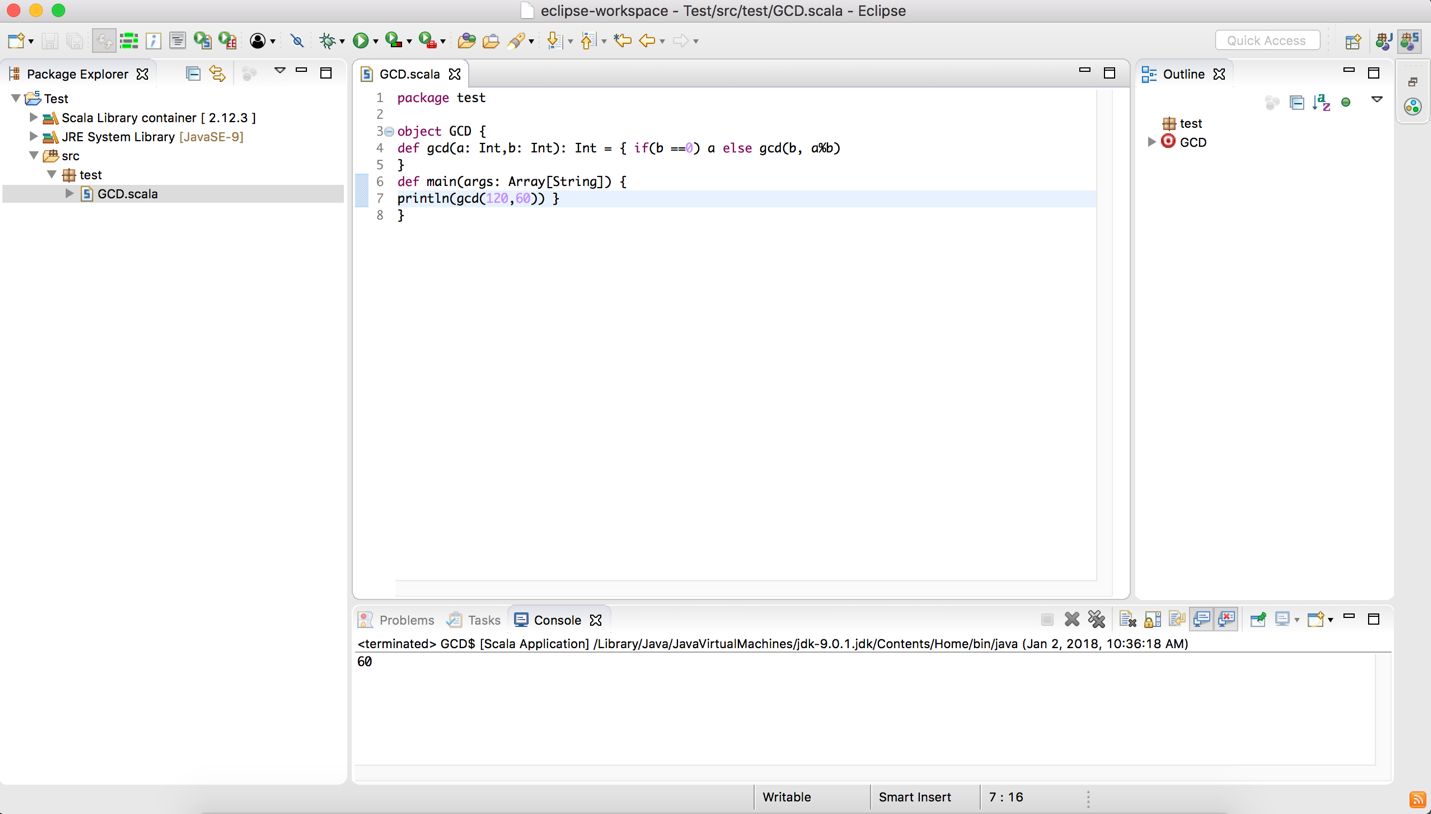 eclipse-workspace - Test/src/test/GCD.scala - Eclipse
Quick Access
Package Explorer
Test
Scala Library container [ 2.12.3 ]
JRE System Library [JavaSE-9]
src
test
GCD.scala
GCD.scala
1 package test
2
3 object GCD {
4 def gcd(a: Int,b: Int): Int = { if(b ==0) a else gcd(b, a%b)
5 }
6 def main(args: Array[String]) {
7 println(gcd(120,60)) }
8 }
Outline
test
GCD
Problems Tasks Console
<terminated> GCD$ [Scala Application] /Library/Java/JavaVirtualMachines/jdk-9.0.1.jdk/Contents/Home/bin/java (Jan 2, 2018, 10:36:18 AM)
60
Writable Smart Insert 7 : 16